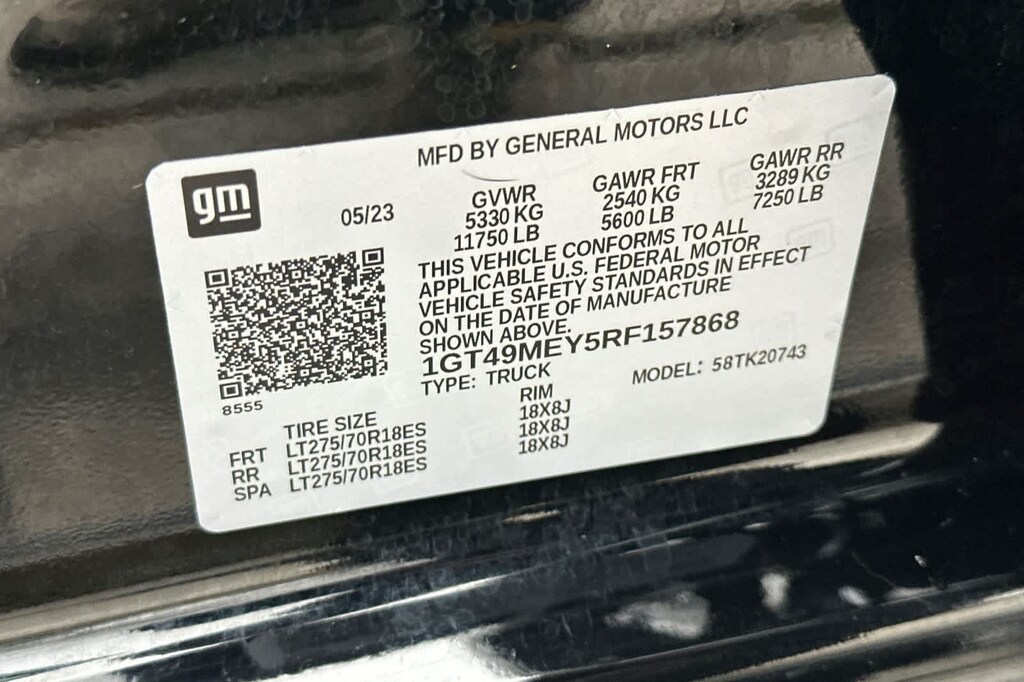 MFD BY GENERAL MOTORS LLC
gm
05/23
GVWR GAWR FRT GAWR RR
5330 KG 2540 KG 3289 KG
11750 LB 5600 LB 7250 LB
THIS VEHICLE CONFORMS TO ALL
APPLICABLE U.S. FEDERAL MOTOR
VEHICLE SAFETY STANDARDS IN EFFECT
ON THE DATE OF MANUFACTURE
SHOWN ABOVE.
1GT49MEY5RF157868
TYPE: TRUCK MODEL: 58TK20743
8555
TIRE SIZE RIM
FRT LT275/70R18ES 18X8J
RR LT275/70R18ES 18X8J
SPA LT275/70R18ES 18X8J